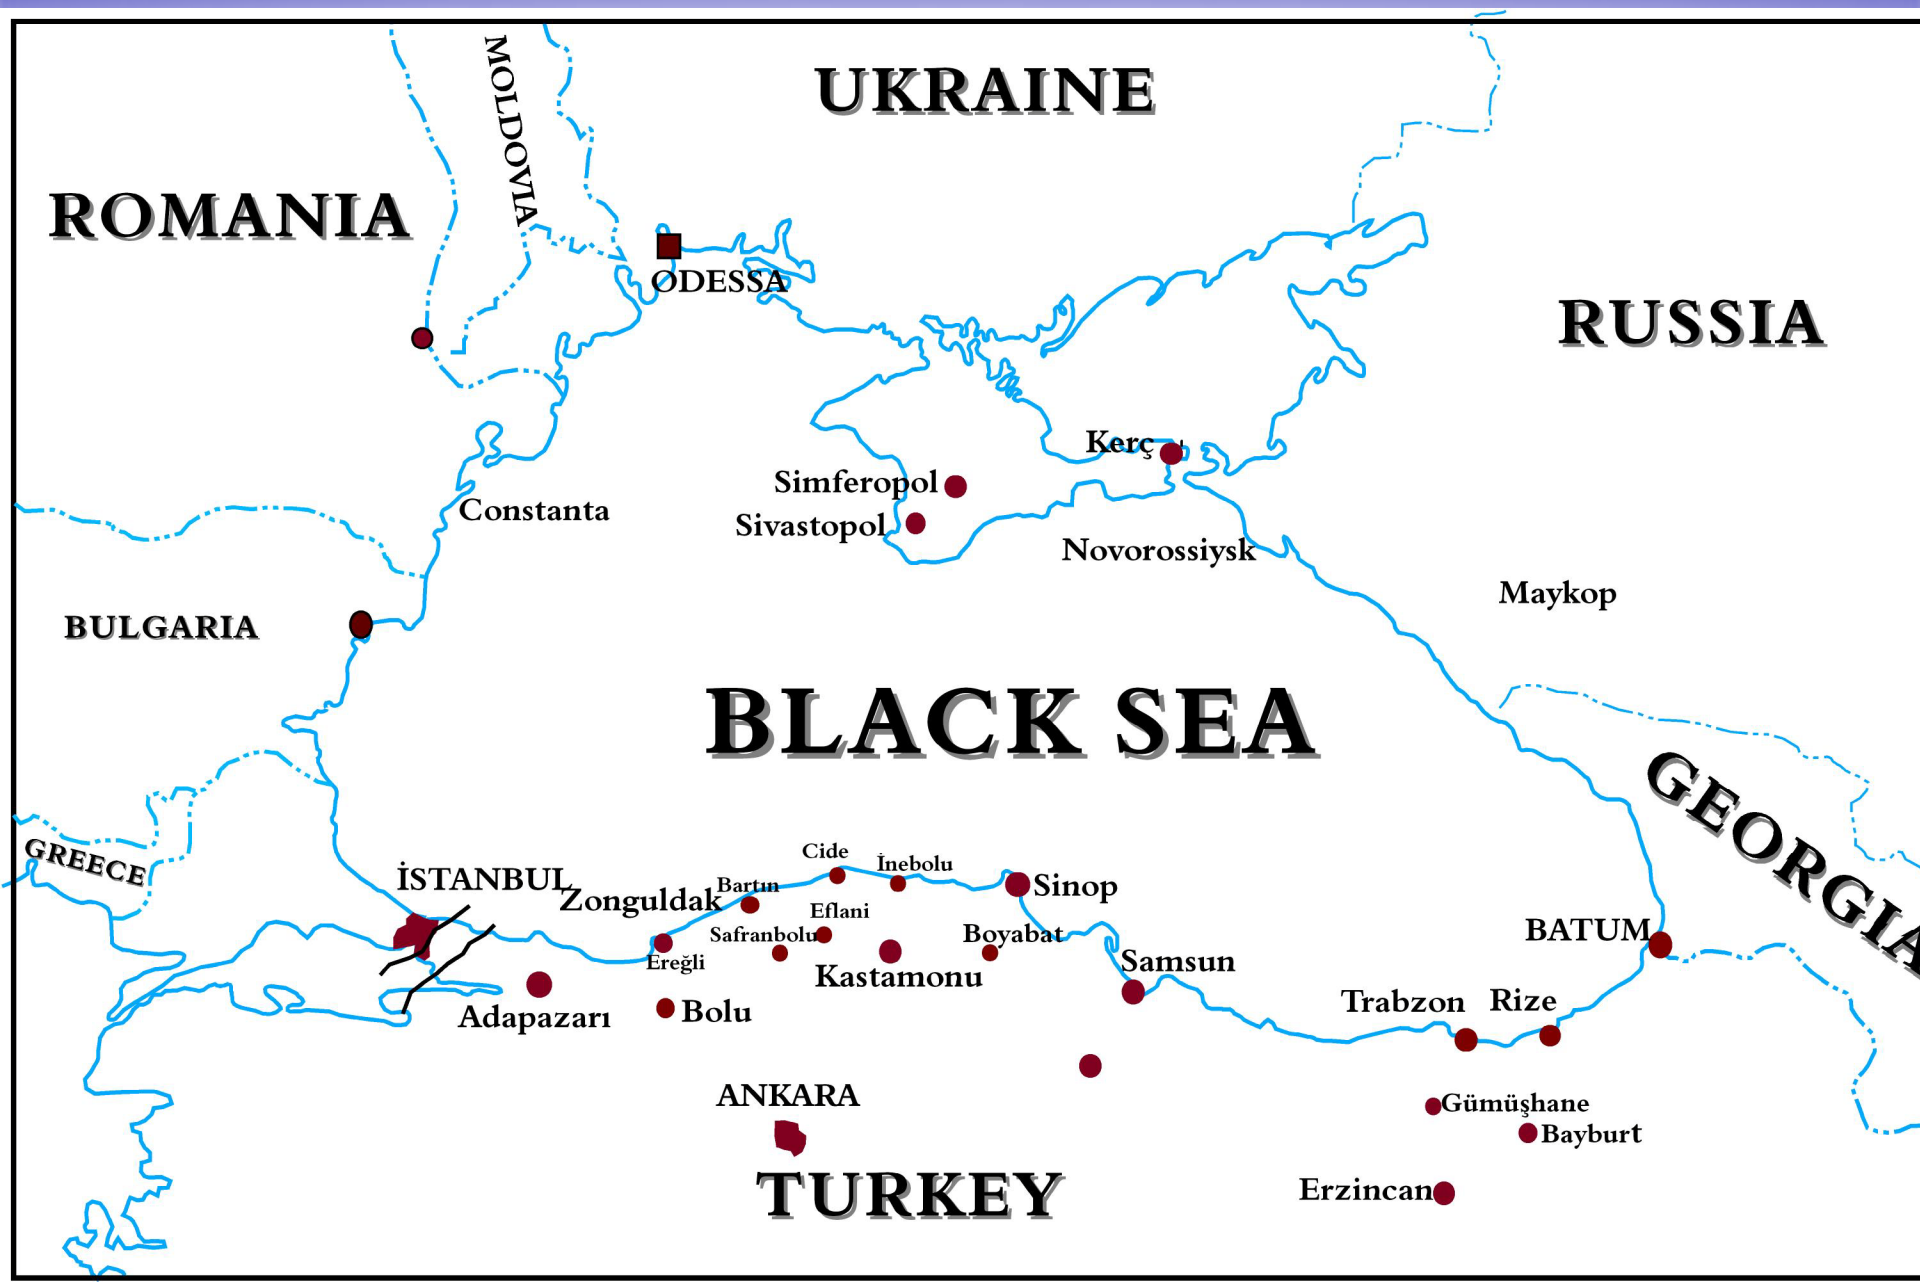 UKRAINE
MOLDOVIA
ROMANIA
ODESSA
RUSSIA
Kerç
Simferopol
Constanta
Sivastopol
Novorossiysk
Maykop
BULGARIA
BLACK SEA
GEORGIA
GREECE
İSTANBUL
Cide
İnebolu
Zonguldak
Bartın
Sinop
Eflani
Safranbolu
Boyabat
BATUM
Ereğli
Kastamonu
Samsun
Adapazarı
Bolu
Trabzon
Rize
ANKARA
Gümüşhane
Bayburt
TURKEY
Erzincan